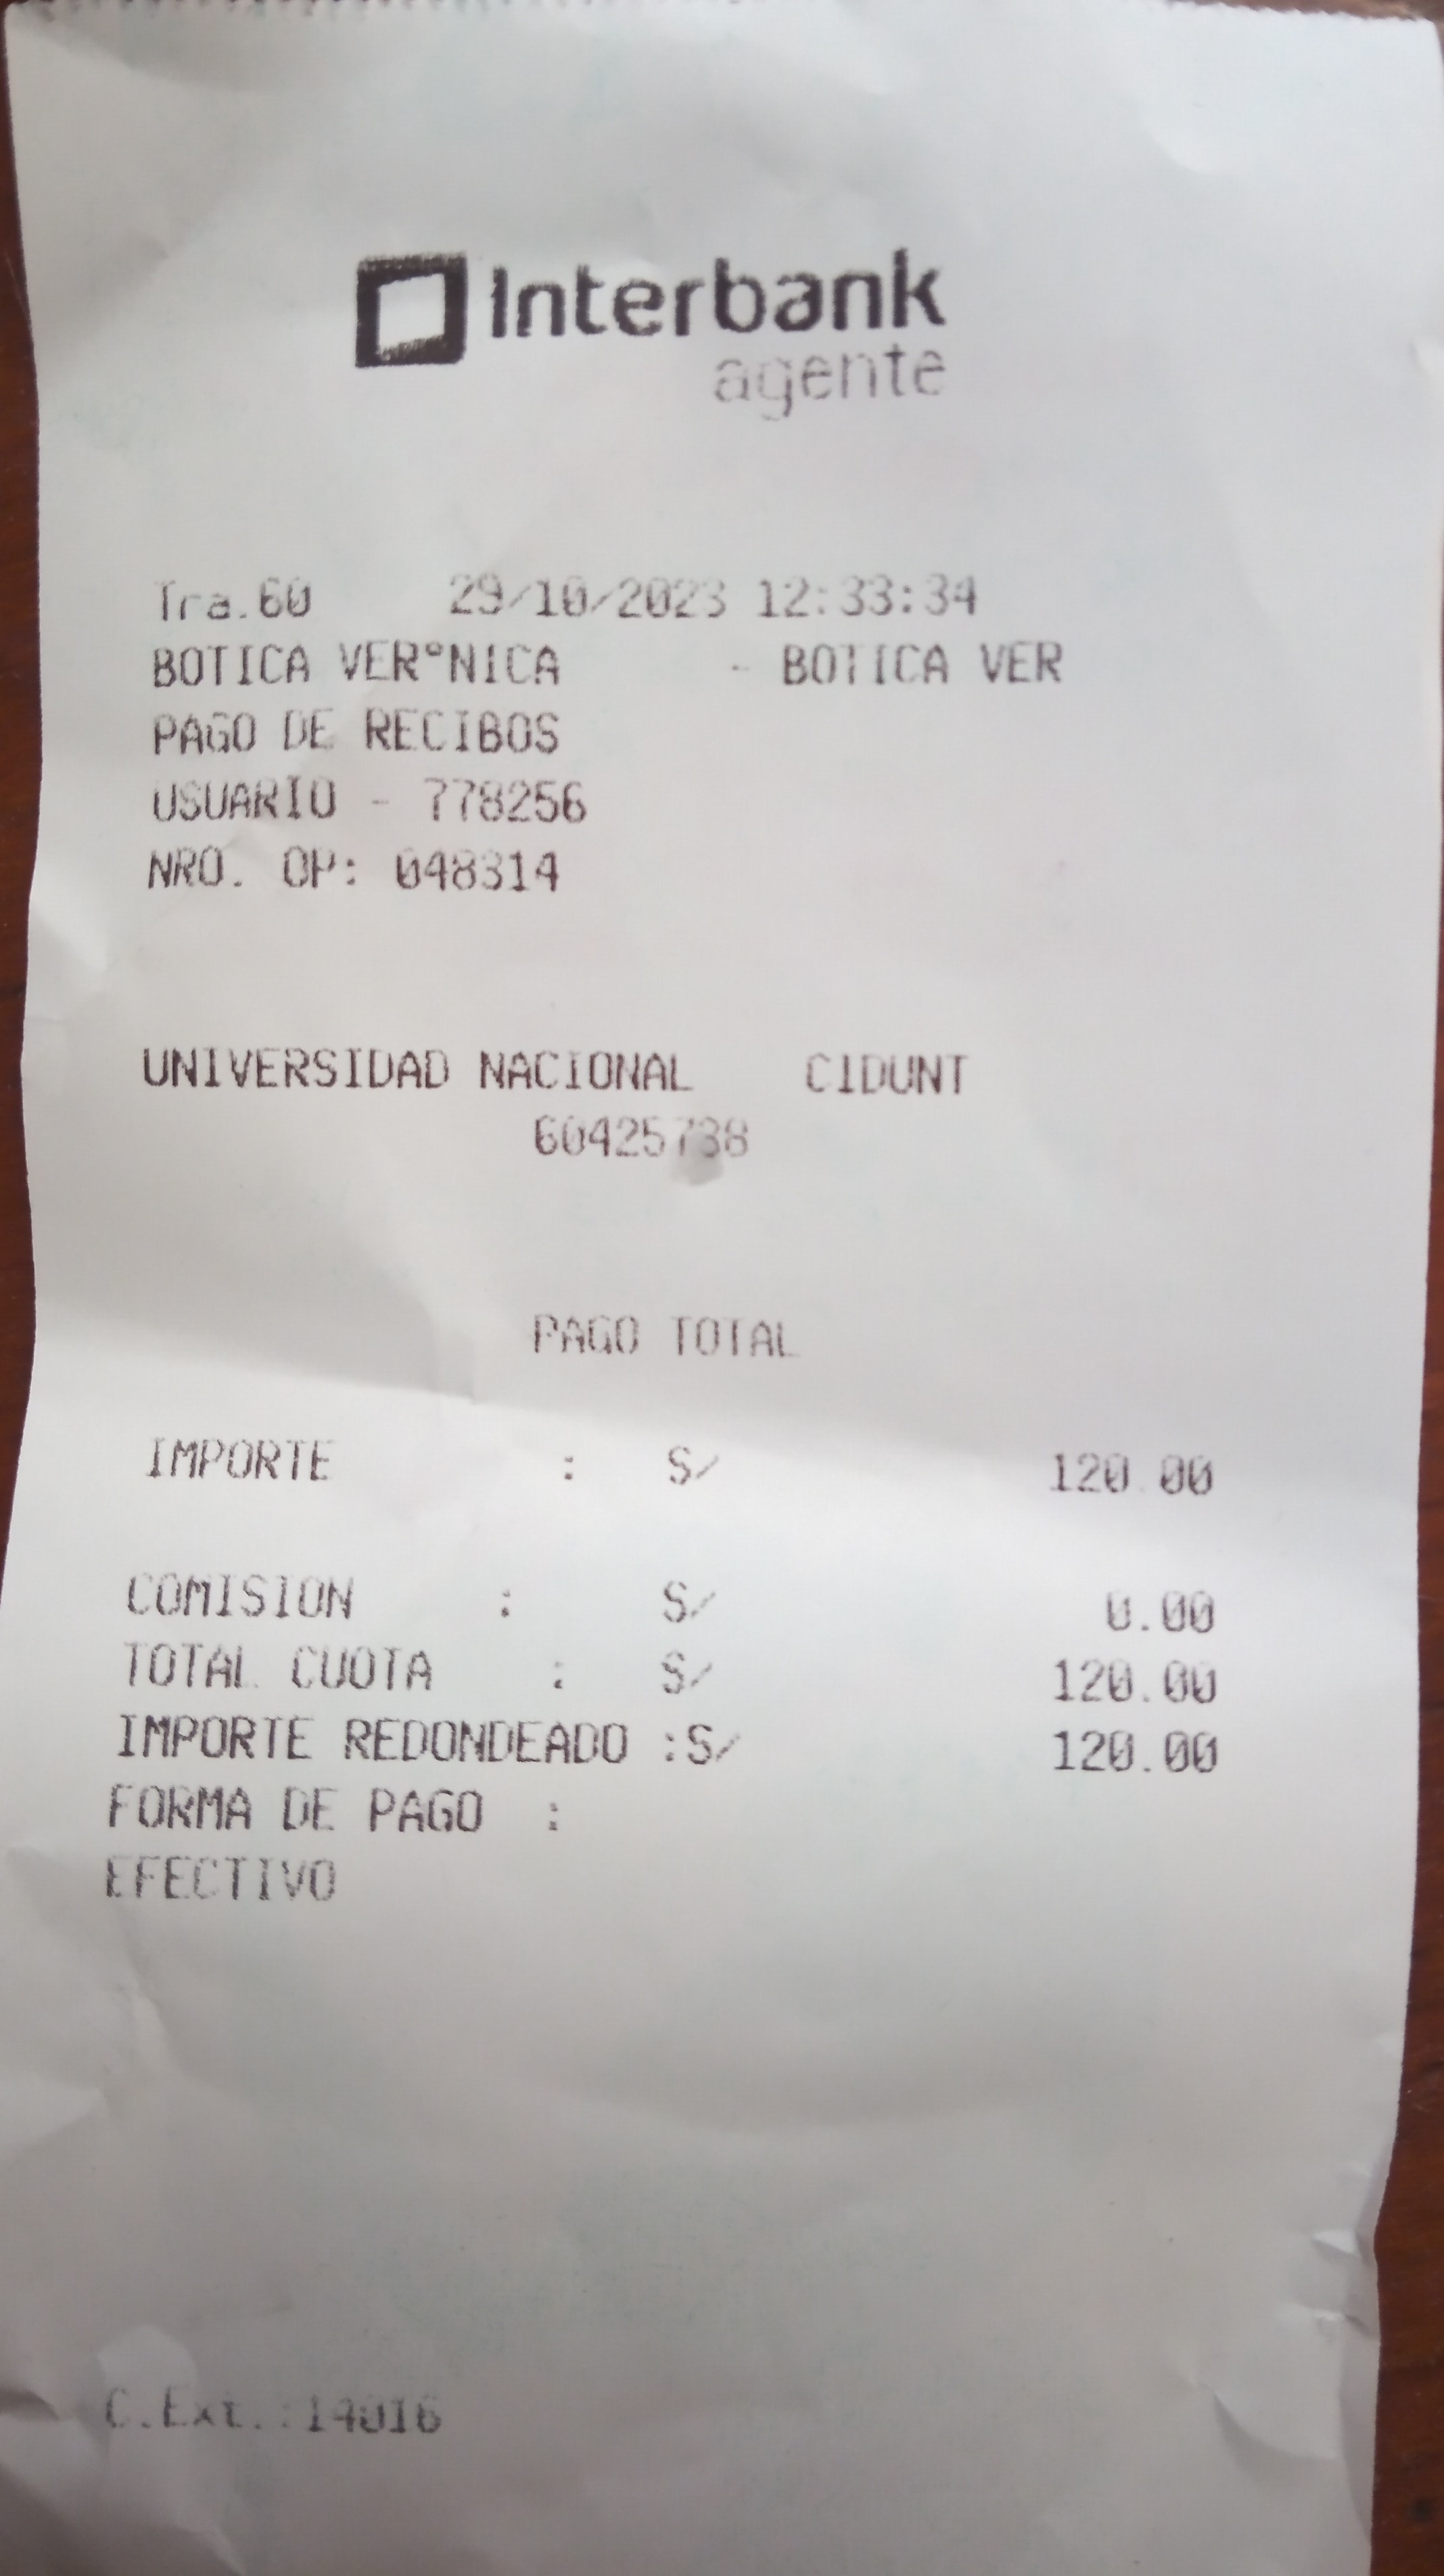 Interbank
agente
Tra.60 29/10/2023 12:33:34
BOTICA VER°NICA - BOTICA VER
PAGO DE RECIBOS
USUARIO - 778256
NRO. OP: 048314
UNIVERSIDAD NACIONAL CIDUNT
60425738
PAGO TOTAL
IMPORTE : S/ 120.00
COMISION : S/ 0.00
TOTAL CUOTA : S/ 120.00
IMPORTE REDONDEADO :S/ 120.00
FORMA DE PAGO :
EFECTIVO
C.Ext.:14016